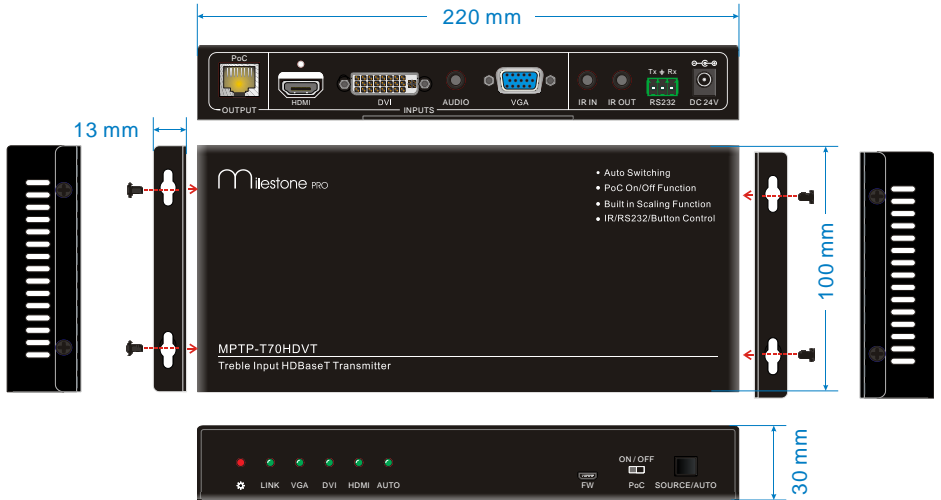 220 mm
PoC
OUTPUT
HDMI
DVI
AUDIO
VGA
INPUTS
IR IN
IR OUT
Tx Rx
RS232
DC 24V
13 mm
Milestone PRO
• Auto Switching
• PoC On/Off Function
• Built in Scaling Function
• IR/RS232/Button Control
100 mm
MPTP-T70HDVT
Treble Input HDBaseT Transmitter
LINK VGA DVI HDMI AUTO
FW
ON / OFF
PoC
SOURCE/AUTO
30 mm